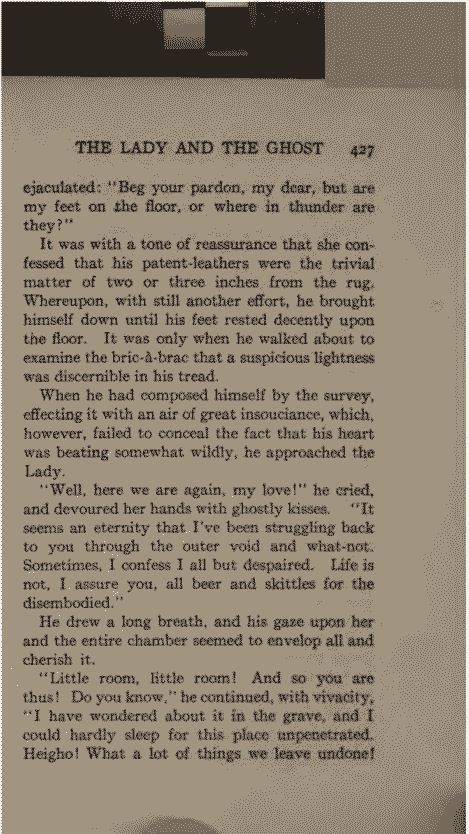 THE LADY AND THE GHOST 427
ejaculated: "Beg your pardon, my dear, but are
my feet on the floor, or where in thunder are
they?"
It was with a tone of reassurance that she con-
fessed that his patent-leathers were the trivial
matter of two or three inches from the rug.
Whereupon, with still another effort, he brought
himself down until his feet rested decently upon
the floor. It was only when he walked about to
examine the bric-à-brac that a suspicious lightness
was discernible in his tread.
When he had composed himself by the survey,
effecting it with an air of great insouciance, which,
however, failed to conceal the fact that his heart
was beating somewhat wildly, he approached the
Lady.
"Well, here we are again, my love!" he cried,
and devoured her hands with ghostly kisses. "It
seems an eternity that I've been struggling back
to you through the outer void and what-not.
Sometimes, I confess I all but despaired. Life is
not, I assure you, all beer and skittles for the
disembodied."
He drew a long breath, and his gaze upon her
and the entire chamber seemed to envelop all and
cherish it.
"Little room, little room! And so you are
thus! Do you know," he continued, with vivacity,
"I have wondered about it in the grave, and I
could hardly sleep for this place unpenetrated.
Heigho! What a lot of things we leave undone!